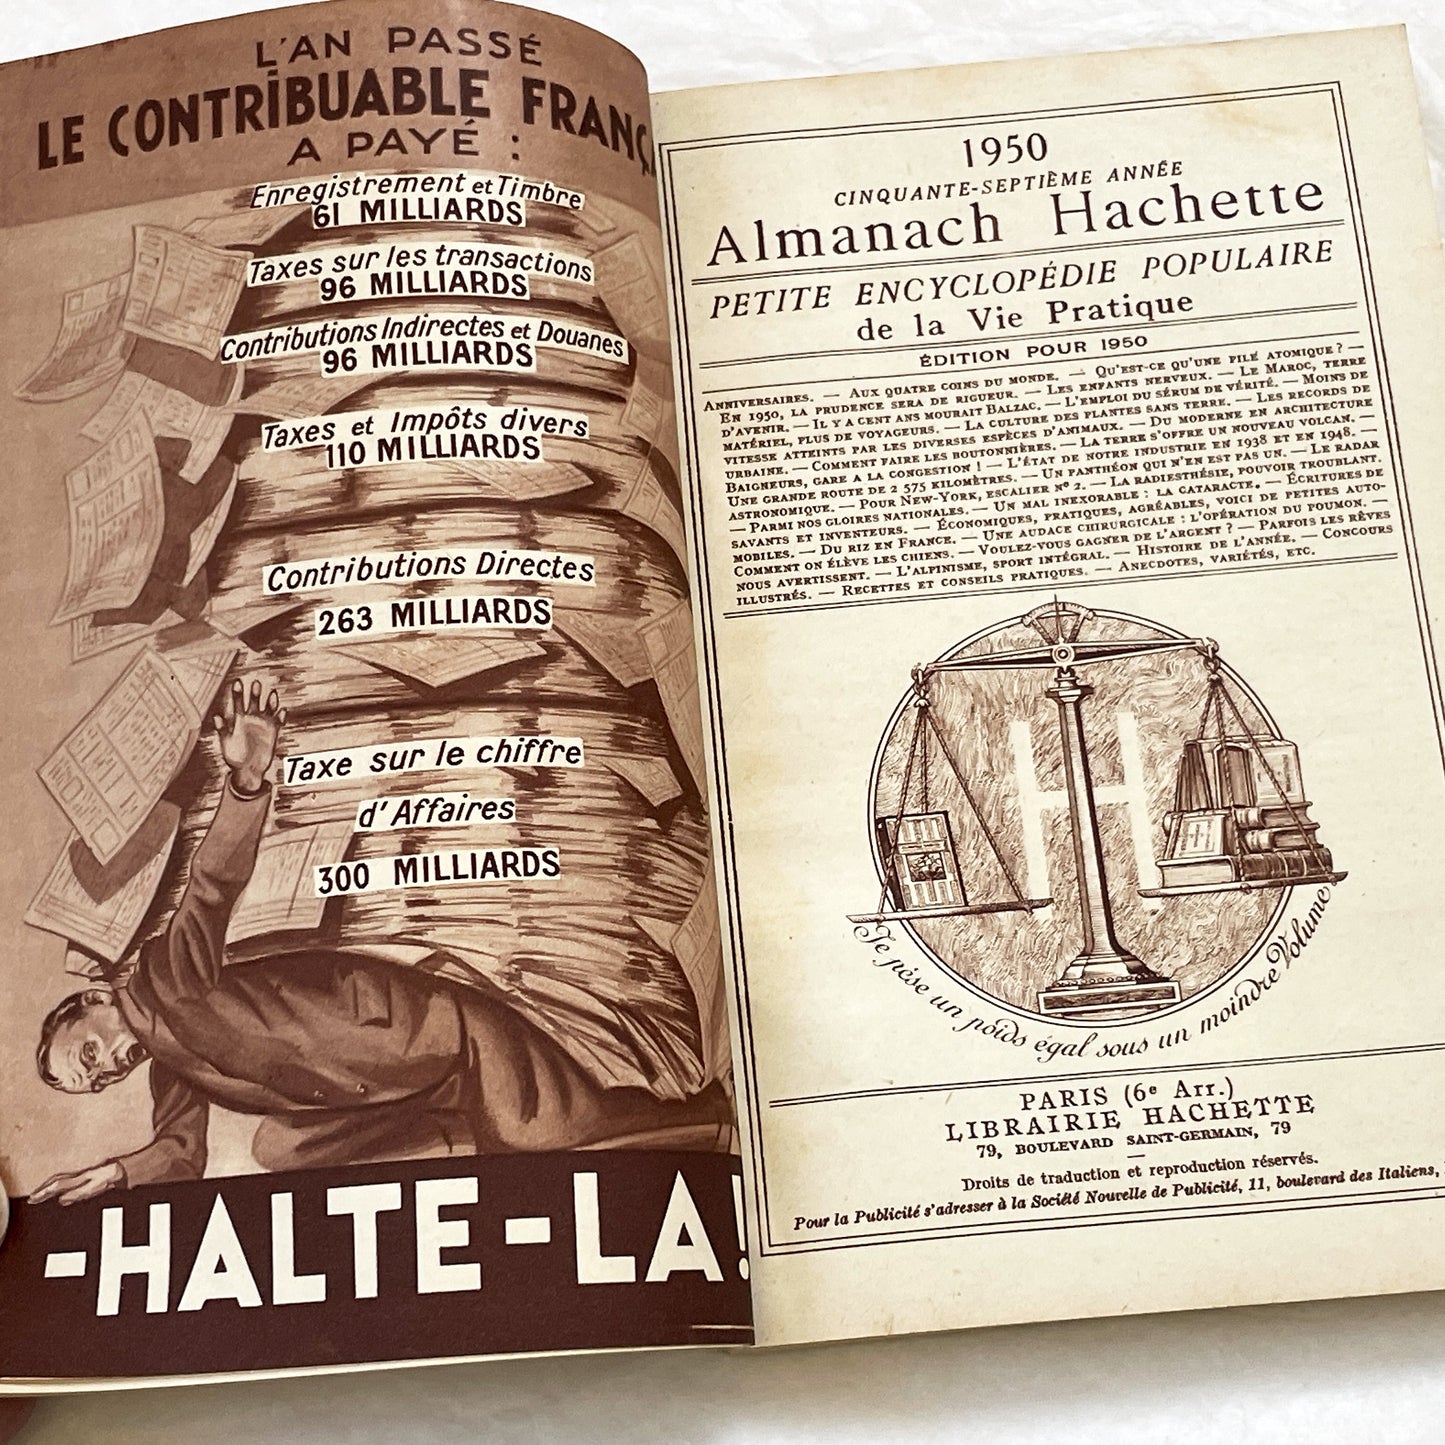 L'AN PASSÉ
LE CONTRIBUABLE FRANÇ
A PAYÉ :
Enregistrement et Timbre
61 MILLIARDS
Taxes sur les transactions
96 MILLIARDS
Contributions Indirectes et Douanes
96 MILLIARDS
Taxes et Impôts divers
110 MILLIARDS
Contributions Directes
263 MILLIARDS
Taxe sur le chiffre
d'Affaires
300 MILLIARDS
-HALTE-LA!
1950
CINQUANTE-SEPTIÈME ANNÉE
Almanach Hachette
PETITE ENCYCLOPÉDIE POPULAIRE
de la Vie Pratique
ÉDITION POUR 1950
ANNIVERSAIRES. — AUX QUATRE COINS DU MONDE. — QU'EST-CE QU'UNE PILE ATOMIQUE ? —
EN 1950, LA PRUDENCE SERA DE RIGUEUR. — LES ENFANTS NERVEUX. — LE MAROC, TERRE
D'AVENIR. — IL Y A CENT ANS MOURAIT BALZAC. — L'EMPLOI DU SÉRUM DE VÉRITÉ. — MOINS DE
MATÉRIEL, PLUS DE VOYAGEURS. — LA CULTURE DES PLANTES SANS TERRE. — LES RECORDS DE
VITESSE ATTEINTS PAR LES DIVERSES ESPÈCES D'ANIMAUX. — DU MODERNE EN ARCHITECTURE
URBAINE. — COMMENT FAIRE LES BOUTONNIÈRES. — LA TERRE S'OFFRE UN NOUVEAU VOLCAN. —
BAIGNEURS, GARE A LA CONGESTION ! — L'ÉTAT DE NOTRE INDUSTRIE EN 1938 ET EN 1948. —
UNE GRANDE ROUTE DE 2 575 KILOMÈTRES. — UN PANTHÉON QUI N'EN EST PAS UN. — LE RADAR
ASTRONOMIQUE. — POUR NEW-YORK, ESCALIER Nº 2. — LA RADIESTHÉSIE, POUVOIR TROUBLANT.
— PARMI NOS GLOIRES NATIONALES. — UN MAL INEXORABLE : LA CATARACTE. — ÉCRITURES DE
SAVANTS ET INVENTEURS. — ÉCONOMIQUES, PRATIQUES, AGRÉABLES, VOICI DE PETITES AUTO-
MOBILES. — DU RIZ EN FRANCE. — UNE AUDACE CHIRURGICALE : L'OPÉRATION DU POUMON. —
COMMENT ON ÉLÈVE LES CHIENS. — VOULEZ-VOUS GAGNER DE L'ARGENT ? — PARFOIS LES RÊVES
NOUS AVERTISSENT. — L'ALPINISME, SPORT INTÉGRAL. — HISTOIRE DE L'ANNÉE. — CONCOURS
ILLUSTRÉS. — RECETTES ET CONSEILS PRATIQUES. — ANECDOTES, VARIÉTÉS, ETC.
H
Je pèse un poids égal sous un moindre Volume
PARIS (6e Arr.)
LIBRAIRIE HACHETTE
79, BOULEVARD SAINT-GERMAIN, 79
Droits de traduction et reproduction réservés.
Pour la Publicité s'adresser à la Société Nouvelle de Publicité, 11, boulevard des Italiens,